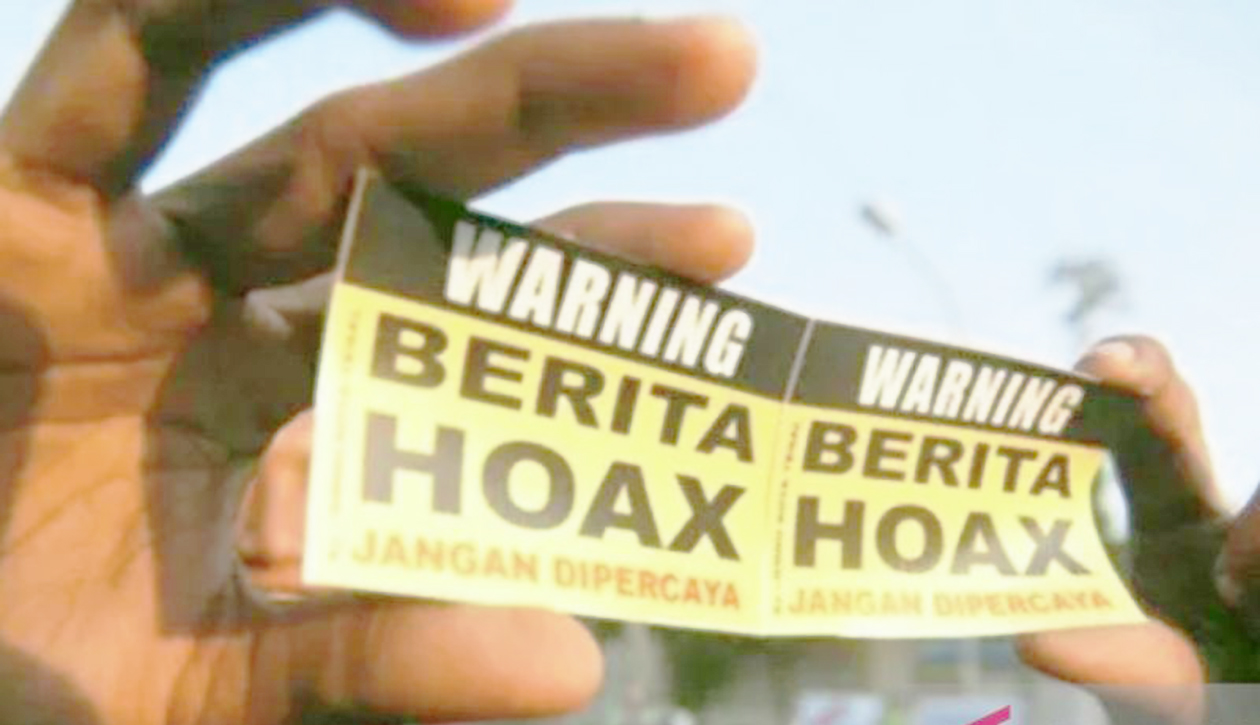 WARNING
BERITA
HOAX
JANGAN DIPERCAYA
WARNING
BERITA
HOAX
JANGAN DIPERCAYA